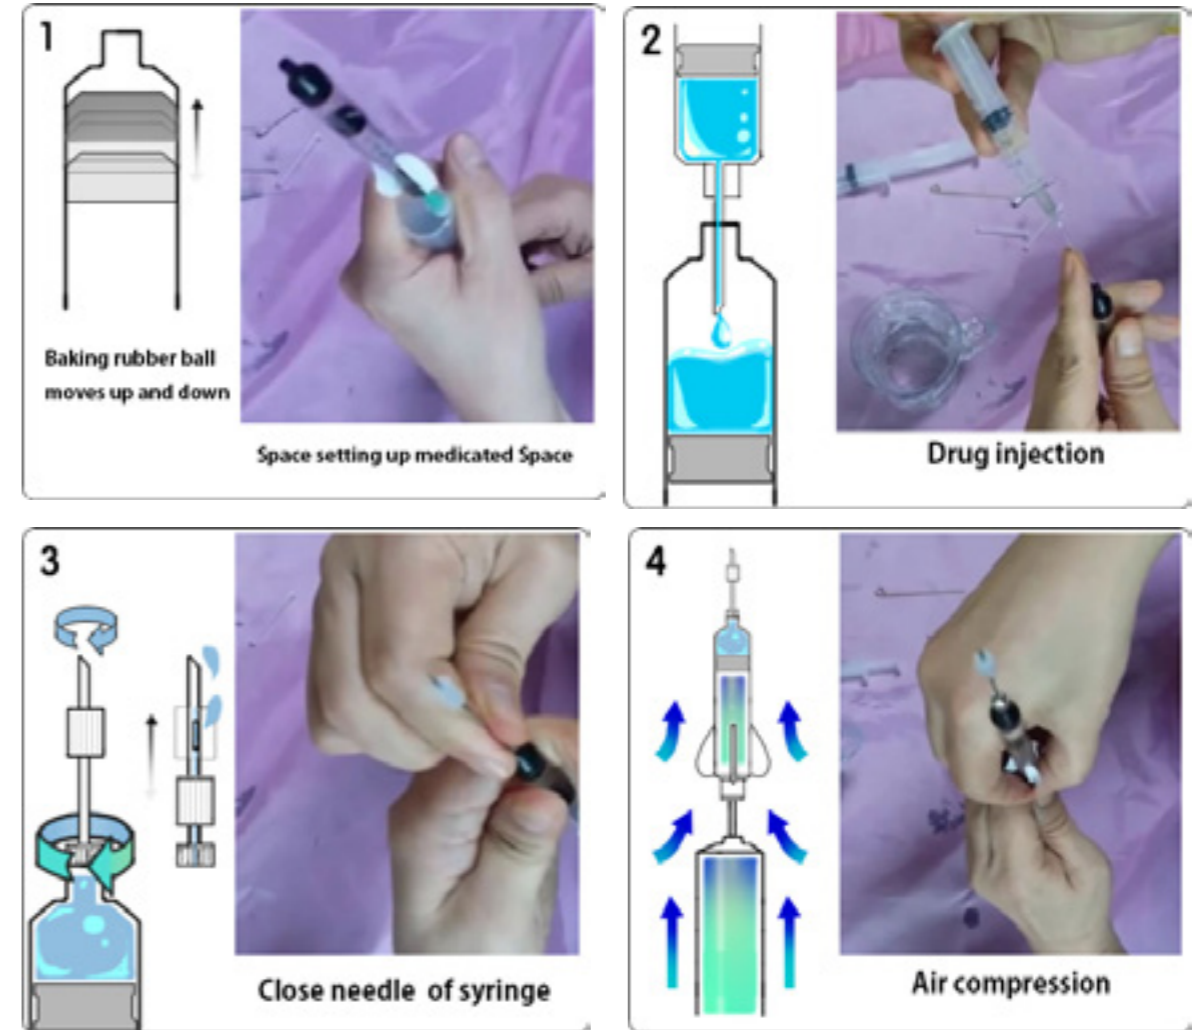 1
Baking rubber ball
moves up and down
Space setting up medicated Space
2
Drug injection
3
Close needle of syringe
4
Air compression